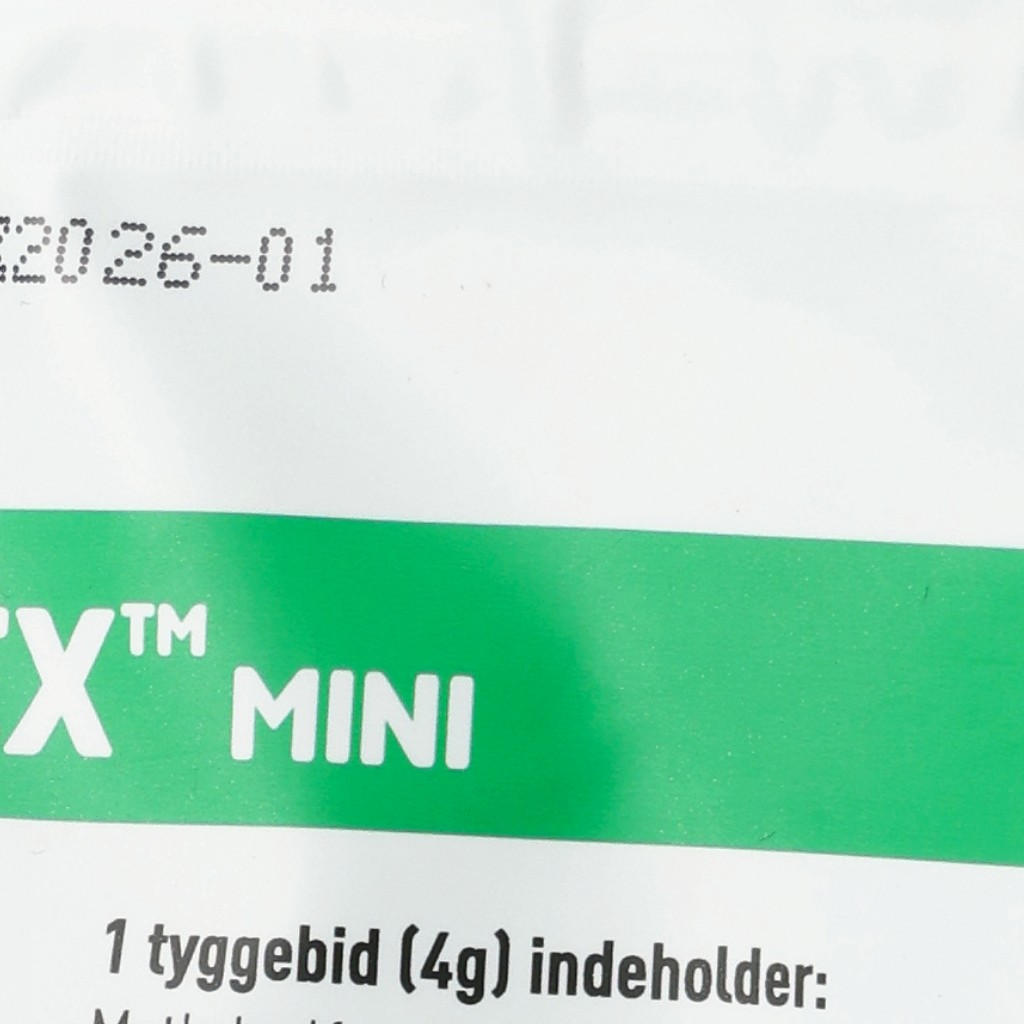 2026-01
X™ MINI
1 tyggebid (4g) indeholder: